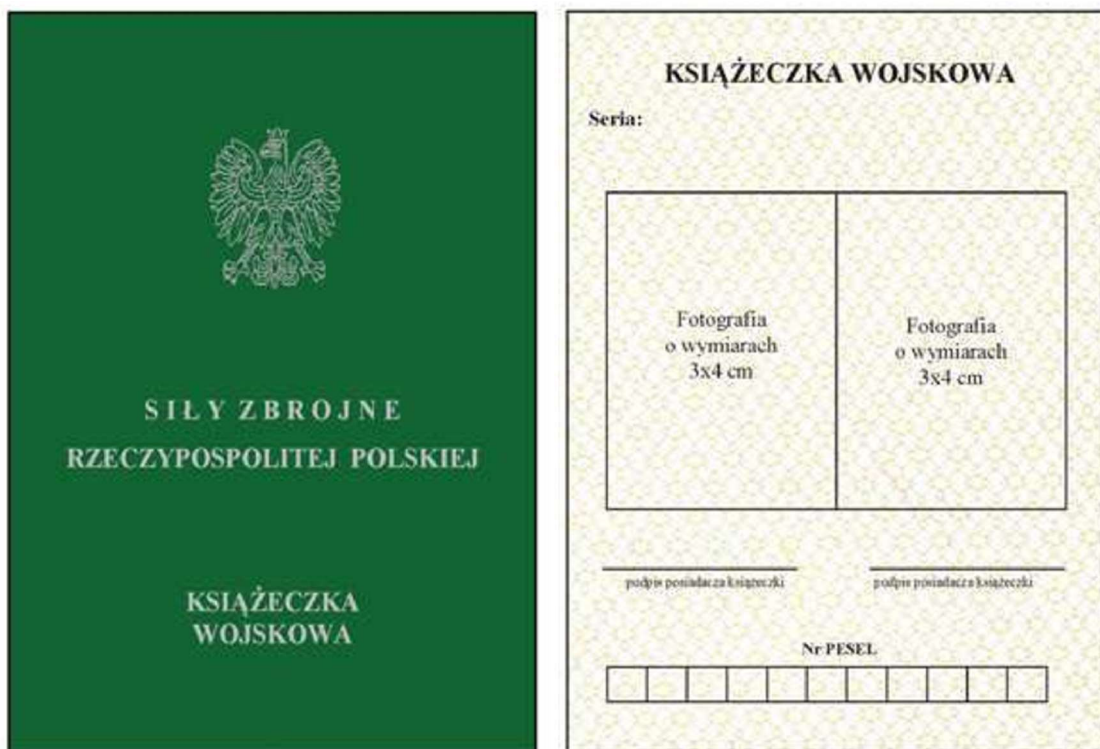 SIŁY ZBROJNE
RZECZYPOSPOLITEJ POLSKIEJ
KSIĄŻECZKA
WOJSKOWA
KSIĄŻECZKA WOJSKOWA
Seria:
Fotografia
o wymiarach
3x4 cm
Fotografia
o wymiarach
3x4 cm
podpis posiadacza książeczki
podpis posiadacza książeczki
Nr PESEL